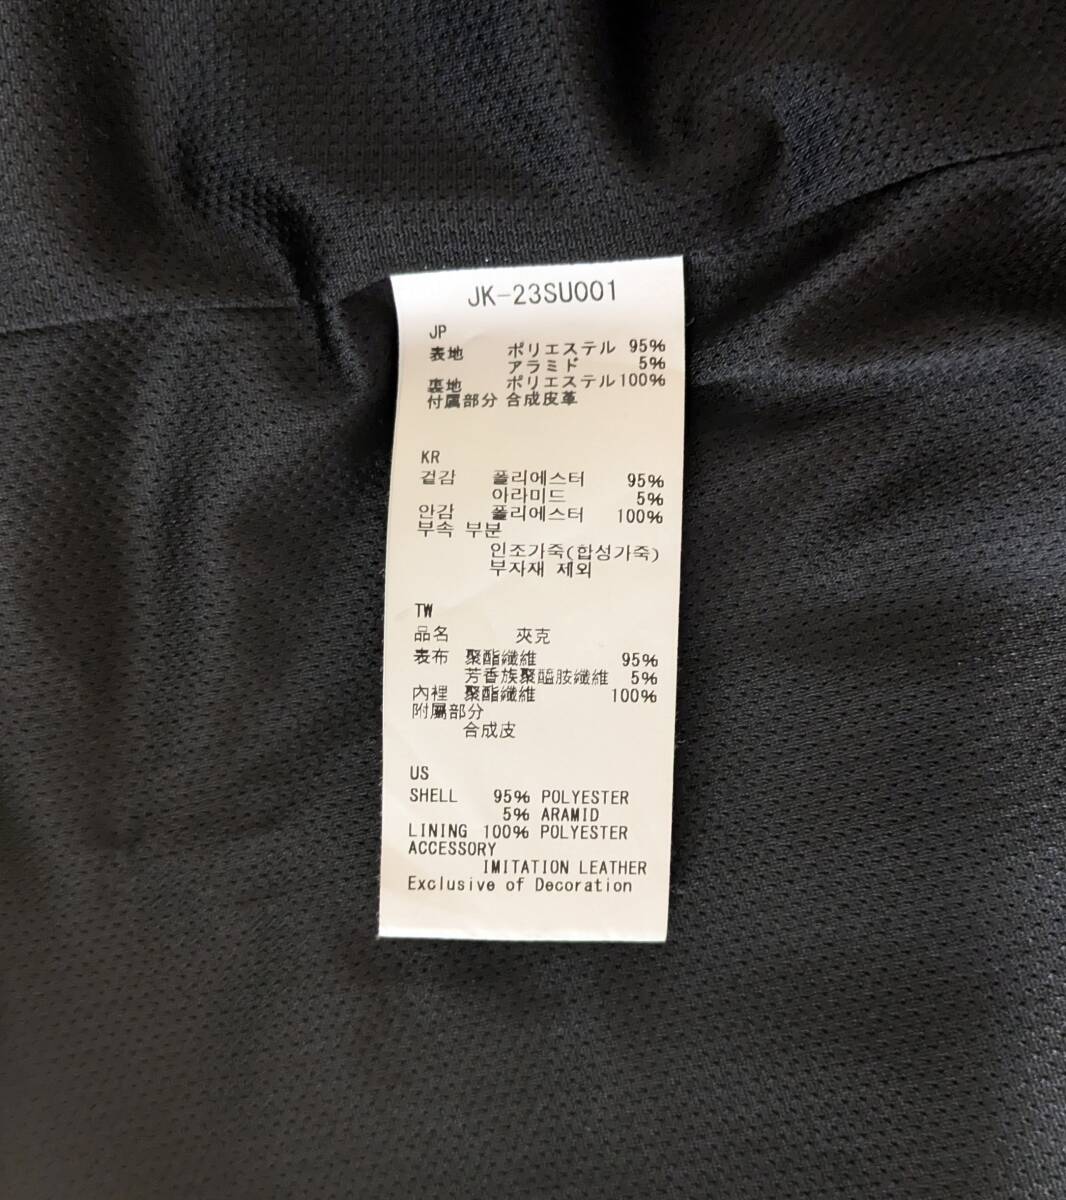 JK-23SU001
JP
表地 ポリエステル 95%
アラミド 5%
裏地 ポリエステル 100%
付属部分 合成皮革
KR
겉감 폴리에스터 95%
아라미드 5%
안감 폴리에스터 100%
부속 부분
인조가죽(합성가죽)
부자재 제외
TW
品名 夾克
表布 聚酯纖維 95%
芳香族聚醯胺纖維 5%
內裡 聚酯纖維 100%
附屬部分
合成皮
US
SHELL 95% POLYESTER
5% ARAMID
LINING 100% POLYESTER
ACCESSORY
IMITATION LEATHER
Exclusive of Decoration